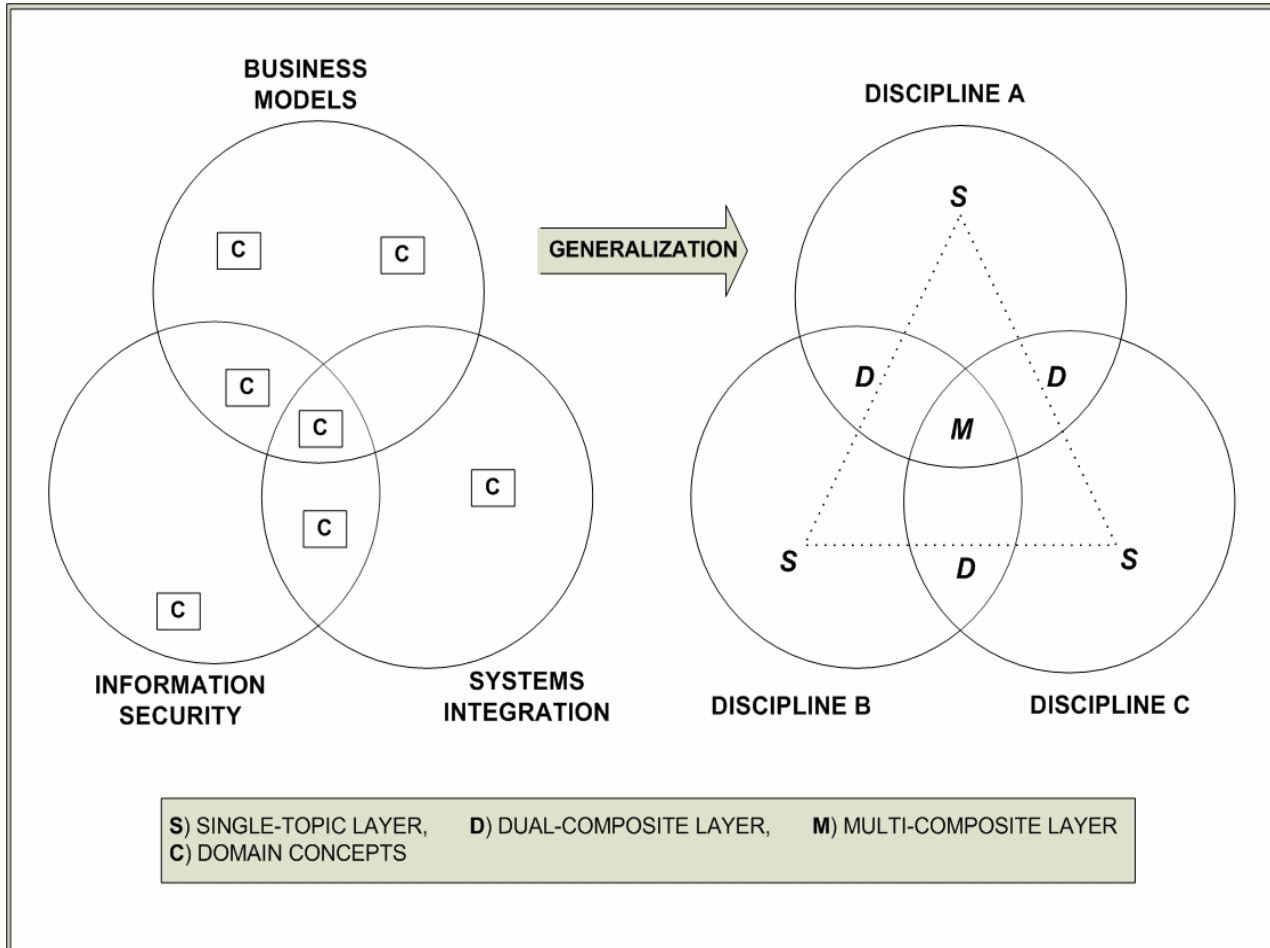 BUSINESS
MODELS
C
C
C
C
C
C
C
INFORMATION
SECURITY
SYSTEMS
INTEGRATION
GENERALIZATION
DISCIPLINE A
S
D
D
M
S
D
S
DISCIPLINE B
DISCIPLINE C
S) SINGLE-TOPIC LAYER, D) DUAL-COMPOSITE LAYER, M) MULTI-COMPOSITE LAYER
C) DOMAIN CONCEPTS